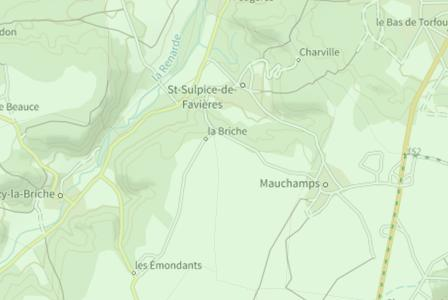 le Bas de Torfou
Charville
la Renarde
St-Sulpice-de-
Favières
e Beauce
la Briche
152
Mauchamps
y-la-Briche
les Émondants